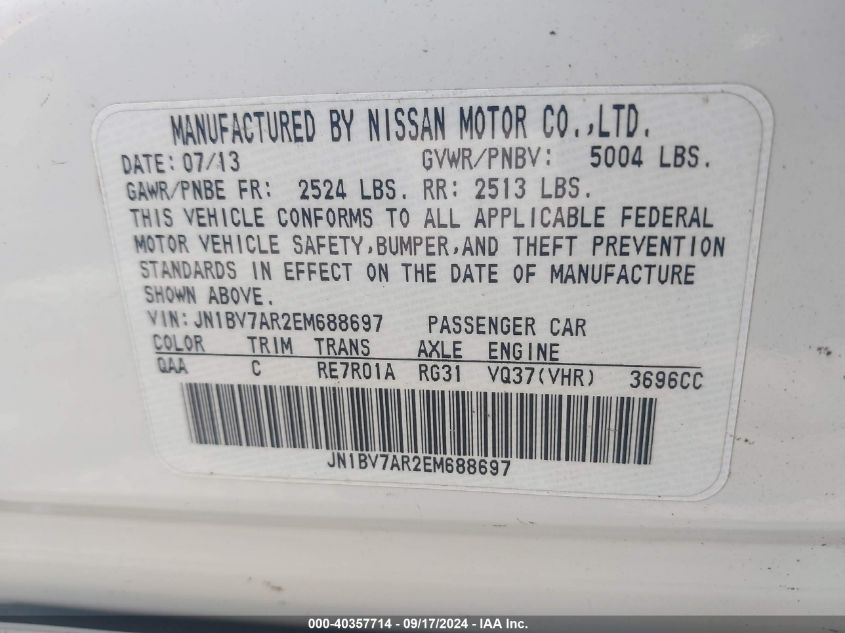 MANUFACTURED BY NISSAN MOTOR CO.,LTD.
DATE: 07/13 GVWR/PNBV: 5004 LBS.
GAWR/PNBE FR: 2524 LBS. RR: 2513 LBS.
THIS VEHICLE CONFORMS TO ALL APPLICABLE FEDERAL
MOTOR VEHICLE SAFETY,BUMPER,AND THEFT PREVENTION
STANDARDS IN EFFECT ON THE DATE OF MANUFACTURE
SHOWN ABOVE.
VIN: JN1BV7AR2EM688697 PASSENGER CAR
COLOR TRIM TRANS AXLE ENGINE
QAA C RE7R01A RG31 VQ37(VHR) 3696CC
JN1BV7AR2EM688697
000-40357714 - 09/17/2024 - IAA Inc.